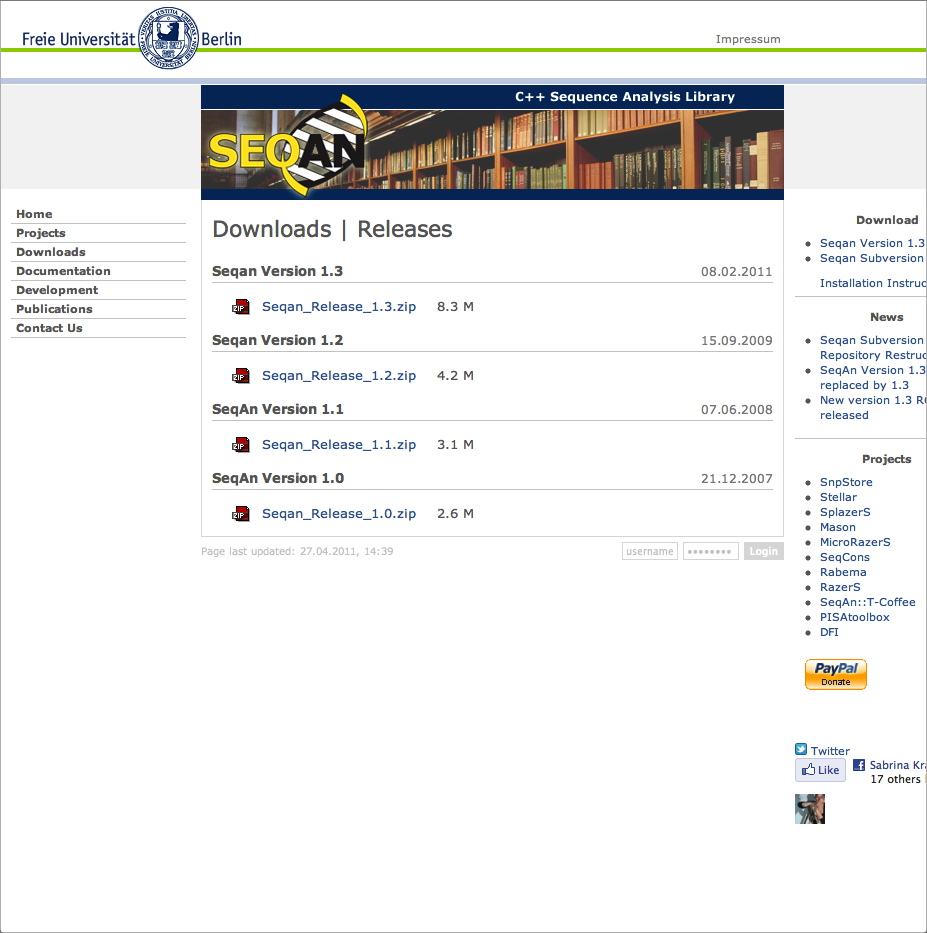 Freie Universität Berlin
Impressum
C++ Sequence Analysis Library
SEQAN
Home
Projects
Downloads
Documentation
Development
Publications
Contact Us
Downloads | Releases
Seqan Version 1.3 08.02.2011
ZIP Seqan_Release_1.3.zip 8.3 M
Seqan Version 1.2 15.09.2009
ZIP Seqan_Release_1.2.zip 4.2 M
SeqAn Version 1.1 07.06.2008
ZIP Seqan_Release_1.1.zip 3.1 M
SeqAn Version 1.0 21.12.2007
ZIP Seqan_Release_1.0.zip 2.6 M
Page last updated: 27.04.2011, 14:39
username
Login
Download
Seqan Version 1.3
Seqan Subversion
Installation Instruc
News
Seqan Subversion
Repository Restruc
SeqAn Version 1.3
replaced by 1.3
New version 1.3 R
released
Projects
SnpStore
Stellar
SplazerS
Mason
MicroRazerS
SeqCons
Rabema
RazerS
SeqAn::T-Coffee
PISAtoolbox
DFI
PayPal
Donate
Twitter
Like
Sabrina Kra
17 others